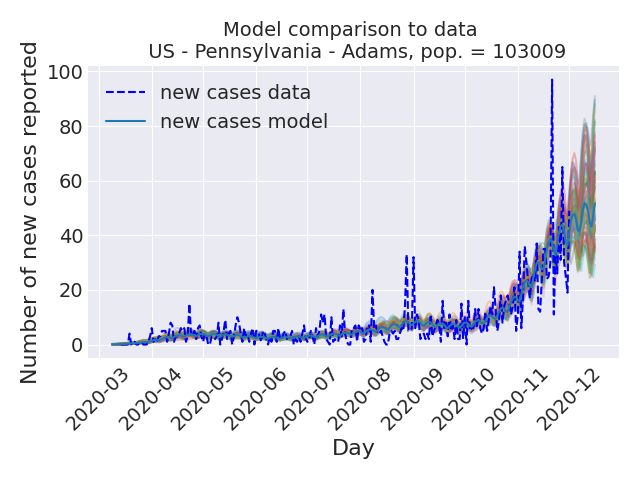 Model comparison to data
US - Pennsylvania - Adams, pop. = 103009
Number of new cases reported
100
80
60
40
20
0
new cases data
new cases model
2020-03
2020-04
2020-05
2020-06
2020-07
2020-08
2020-09
2020-10
2020-11
2020-12
Day